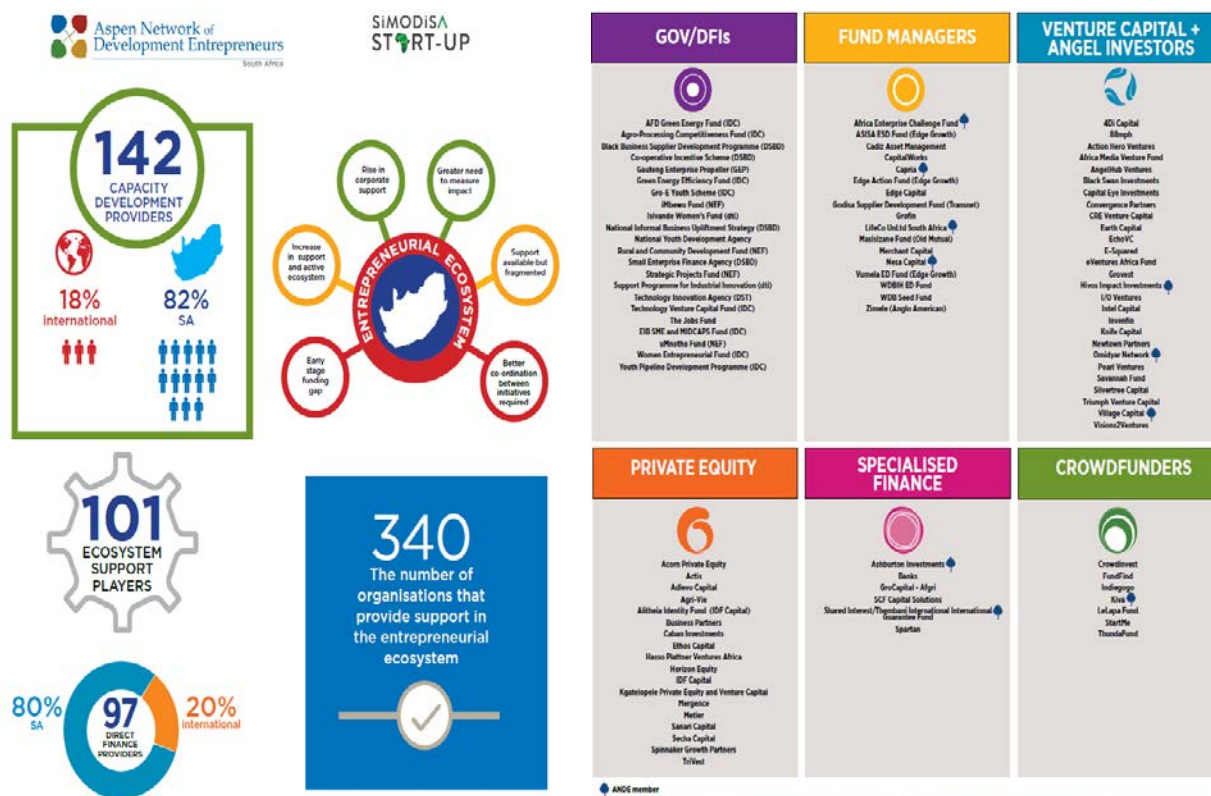 Aspen Network of
Development Entrepreneurs
South Africa
SiMODiSA
START-UP
142
CAPACITY
DEVELOPMENT
PROVIDERS
18%
international
82%
SA
Rise in
corporate
support
Greater need
to measure
impact
Increase
in support
and active
ecosystem
Support
available but
fragmented
Early
stage
funding
gap
Better
co-ordination
between
initiatives
required
ENTREPRENEURIAL ECOSYSTEM
101
ECOSYSTEM
SUPPORT
PLAYERS
340
The number of
organisations that
provide support in
the entrepreneurial
ecosystem
80%
SA
97
DIRECT
FINANCE
PROVIDERS
20%
international
GOV/DFIs
AFD Green Energy Fund (IDC)
Agro-Processing Competitiveness Fund (IDC)
Black Business Supplier Development Programme (DSBD)
Co-operative Incentive Scheme (DSBD)
Gauteng Enterprise Propeller (GEP)
Green Energy Efficiency Fund (IDC)
Gro-E Youth Scheme (IDC)
iMbewu Fund (NEF)
Isivande Women's Fund (dti)
National Informal Business Upliftment Strategy (DSBD)
National Youth Development Agency
Rural and Community Development Fund (NEF)
Small Enterprise Finance Agency (DSBD)
Strategic Projects Fund (NEF)
Support Programme for Industrial Innovation (dti)
Technology Innovation Agency (DST)
Technology Venture Capital Fund (IDC)
The Jobs Fund
EIB SME and MIDCAPS Fund (IDC)
uMnotho Fund (NEF)
Women Entrepreneurial Fund (IDC)
Youth Pipeline Development Programme (IDC)
FUND MANAGERS
Africa Enterprise Challenge Fund
ASISA ESD Fund (Edge Growth)
Cadiz Asset Management
CapitalWorks
Capria
Edge Action Fund (Edge Growth)
Edge Capital
Godisa Supplier Development Fund (Transnet)
Grofin
LifeCo UnLtd South Africa
Masisizane Fund (Old Mutual)
Merchant Capital
Nesa Capital
Vumela ED Fund (Edge Growth)
WDBIH ED Fund
WDB Seed Fund
Zimele (Anglo American)
VENTURE CAPITAL +
ANGEL INVESTORS
4Di Capital
88mph
Action Hero Ventures
Africa Media Venture Fund
AngelHub Ventures
Black Swan Investments
Capital Eye Investments
Convergence Partners
CRE Venture Capital
Earth Capital
EchoVC
E-Squared
eVentures Africa Fund
Grovest
Hivos Impact Investments
I/O Ventures
Intel Capital
Invenfin
Knife Capital
Newtown Partners
Omidyar Network
Pearl Ventures
Savannah Fund
Silvertree Capital
Triumph Venture Capital
Village Capital
Visions2Ventures
PRIVATE EQUITY
Acorn Private Equity
Actis
Adlevo Capital
Agri-Vie
Alitheia Identity Fund (IDF Capital)
Business Partners
Caban Investments
Ethos Capital
Hasso Plattner Ventures Africa
Horizon Equity
IDF Capital
Kgatelopele Private Equity and Venture Capital
Mergence
Metier
Sanari Capital
Secha Capital
Spinnaker Growth Partners
TriVest
SPECIALISED
FINANCE
Ashburton Investments
Banks
GroCapital - Afgri
SCF Capital Solutions
Shared Interest/Thembani International International
Guarantee Fund
Spartan
CROWDFUNDERS
Crowdinvest
FundFind
Indiegogo
Kiva
LeLapa Fund
StartMe
ThundaFund
ANDE member